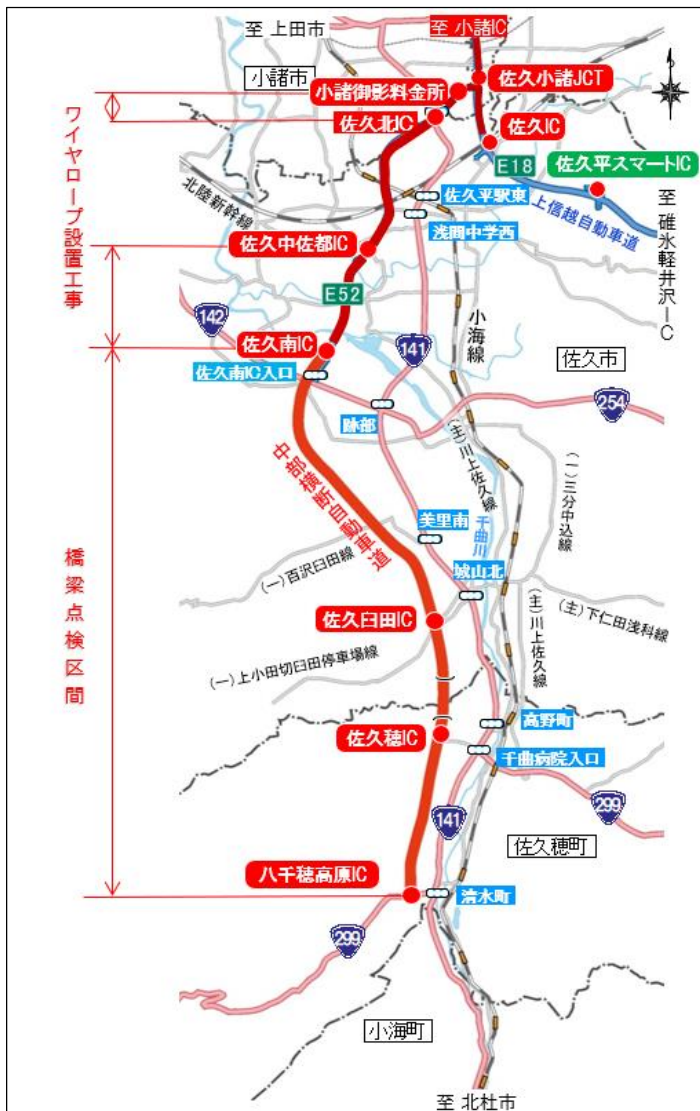 至 上田市
至 小諸IC
小諸市
佐久小諸JCT
小諸御影料金所
佐久北IC
佐久IC
E18
佐久平スマートIC
上信越自動車道
至 碓氷軽井沢IC
北陸新幹線
佐久平駅東
浅間中学西
ワイヤロープ設置工事
佐久中佐都IC
E52
142
141
小海線
佐久南IC
佐久南IC入口
佐久市
254
跡部
(主)川上佐久線
(一)三分中込線
中部横断自動車道
千曲川
美里南
橋梁点検区間
(一)百沢臼田線
城山北
佐久臼田IC
(主)川上佐久線
(主)下仁田浅科線
(一)上小田切臼田停車場線
高野町
佐久穂IC
千曲病院入口
299
141
佐久穂町
八千穂高原IC
清水町
299
小海町
至 北杜市